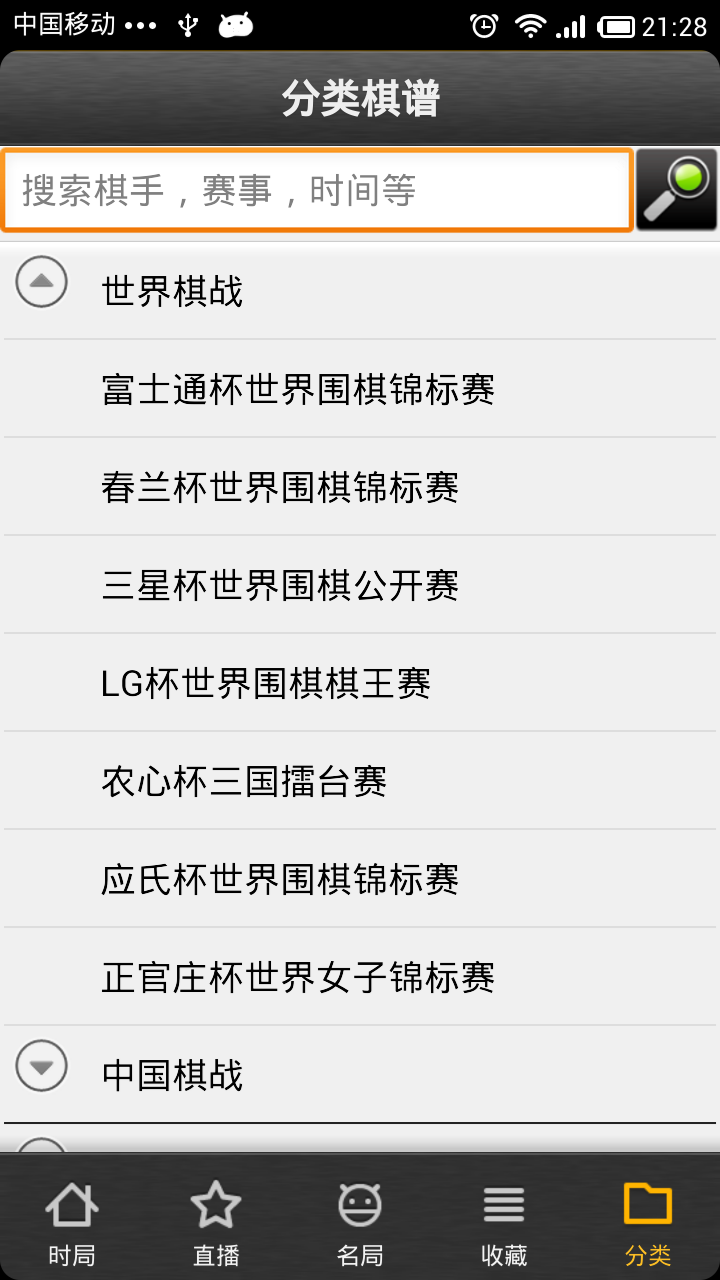 中国移动 ••• 21:28
分类棋谱
搜索棋手，赛事，时间等
世界棋战
富士通杯世界围棋锦标赛
春兰杯世界围棋锦标赛
三星杯世界围棋公开赛
LG杯世界围棋棋王赛
农心杯三国擂台赛
应氏杯世界围棋锦标赛
正官庄杯世界女子锦标赛
中国棋战
时局 直播 名局 收藏 分类